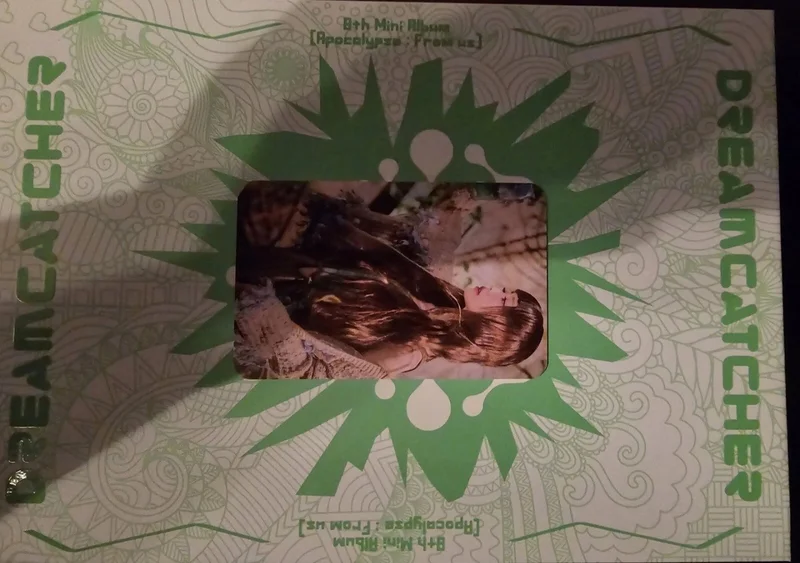 8th Mini Album
[Apocalypse : From us]
DREAMCATCHER
DREAMCATCHER
[Apocalypse : From us]
8th Mini Album